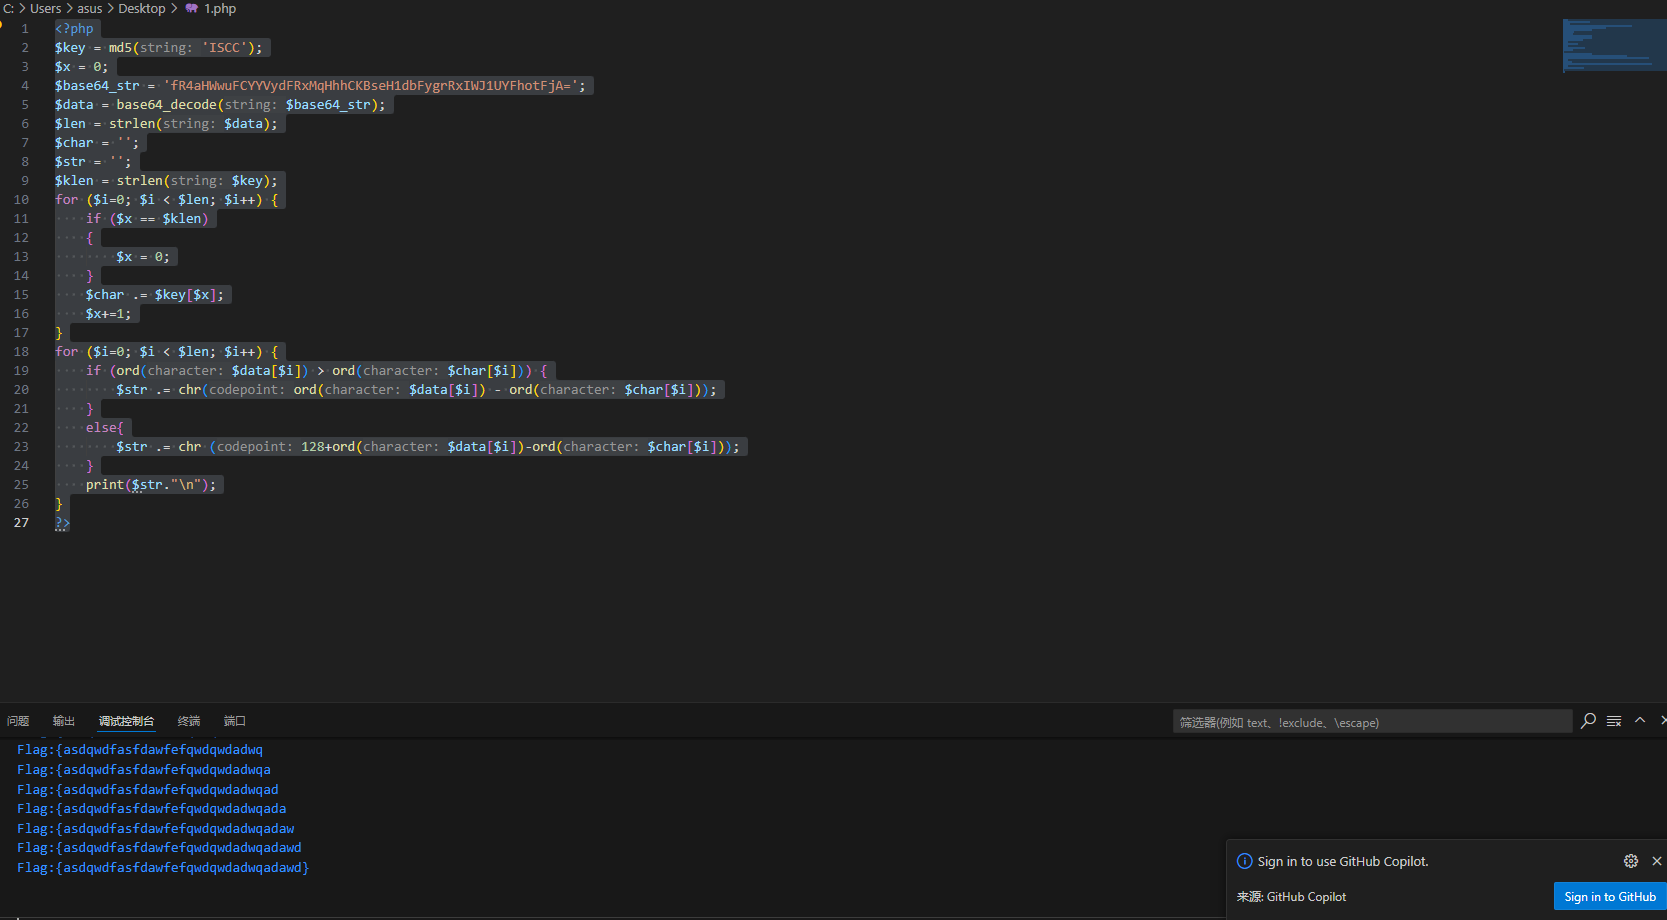 C: > Users > asus > Desktop > 1.php
1 <?php
2 $key = md5(string: 'ISCC');
3 $x = 0;
4 $base64_str = 'fR4aHWwuFCYYVydFRxMqHhhCKBseH1dbFygrRxIWJ1UYFhotFjA=';
5 $data = base64_decode(string: $base64_str);
6 $len = strlen(string: $data);
7 $char = '';
8 $str = '';
9 $klen = strlen(string: $key);
10 for ($i=0; $i < $len; $i++) {
11 ····if ($x == $klen)
12 ····{
13 ········$x = 0;
14 ····}
15 ····$char .= $key[$x];
16 ····$x+=1;
17 }
18 for ($i=0; $i < $len; $i++) {
19 ····if (ord(character: $data[$i]) > ord(character: $char[$i])) {
20 ········$str .= chr(codepoint: ord(character: $data[$i]) - ord(character: $char[$i]));
21 ····}
22 ····else{
23 ········$str .= chr (codepoint: 128+ord(character: $data[$i])-ord(character: $char[$i]));
24 ····}
25 ····print($str."\n");
26 }
27 ?>
问题 输出 调试控制台 终端 端口 筛选器(例如 text、!exclude、\escape)
Flag:{asdqwdfasfdawfefqwdqwdadwq
Flag:{asdqwdfasfdawfefqwdqwdadwqa
Flag:{asdqwdfasfdawfefqwdqwdadwqad
Flag:{asdqwdfasfdawfefqwdqwdadwqada
Flag:{asdqwdfasfdawfefqwdqwdadwqadaw
Flag:{asdqwdfasfdawfefqwdqwdadwqadawd
Flag:{asdqwdfasfdawfefqwdqwdadwqadawd}
Sign in to use GitHub Copilot.
来源: GitHub Copilot
Sign in to GitHub